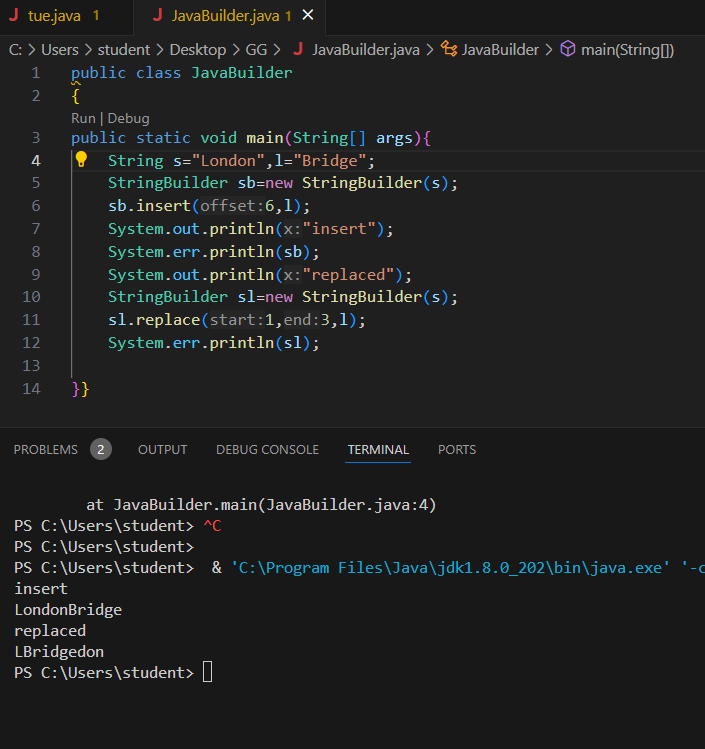 J tue.java 1 J JavaBuilder.java 1 ×
C: > Users > student > Desktop > GG > J JavaBuilder.java > JavaBuilder > main(String[])
1 public class JavaBuilder
2 {
Run | Debug
3 public static void main(String[] args){
4 String s="London",l="Bridge";
5 StringBuilder sb=new StringBuilder(s);
6 sb.insert(offset:6,l);
7 System.out.println(x:"insert");
8 System.err.println(sb);
9 System.out.println(x:"replaced");
10 StringBuilder sl=new StringBuilder(s);
11 sl.replace(start:1,end:3,l);
12 System.err.println(sl);
13
14 }}
PROBLEMS 2 OUTPUT DEBUG CONSOLE TERMINAL PORTS
at JavaBuilder.main(JavaBuilder.java:4)
PS C:\Users\student> ^C
PS C:\Users\student>
PS C:\Users\student> & 'C:\Program Files\Java\jdk1.8.0_202\bin\java.exe' '-c
insert
LondonBridge
replaced
LBridgedon
PS C:\Users\student>